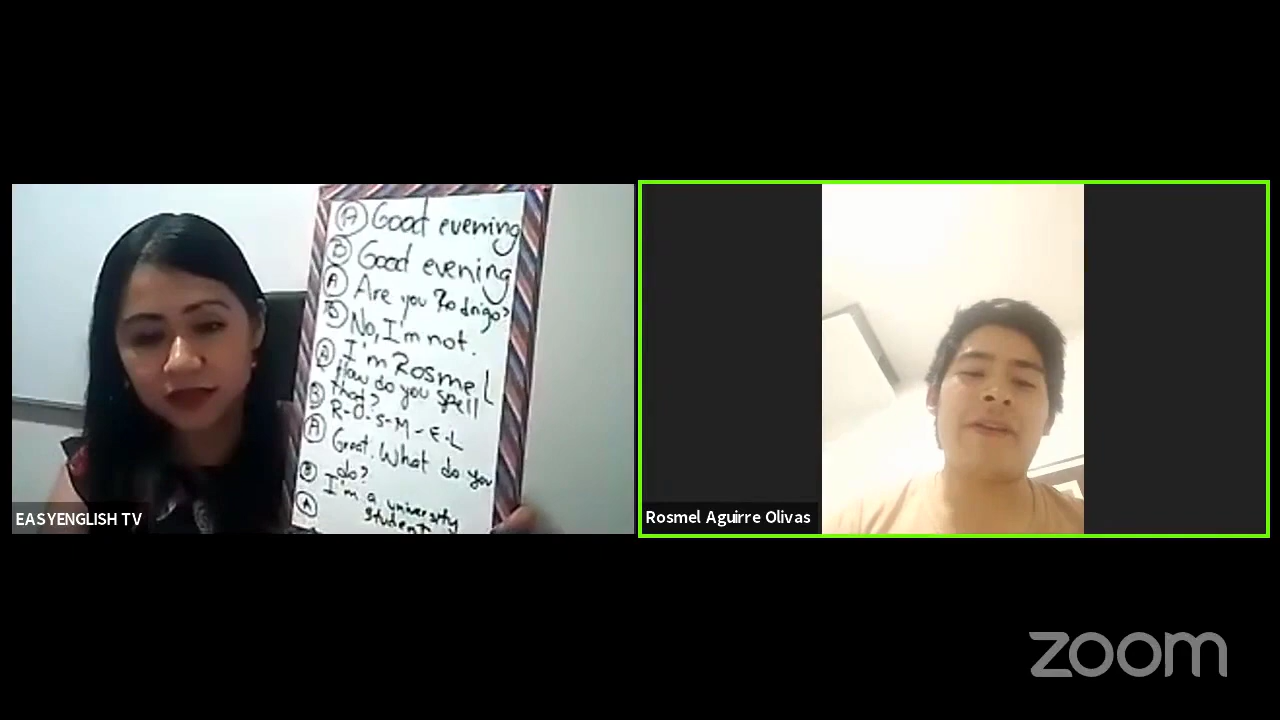 A Good evening
B Good evening
A Are you Rodrigo?
B No, I'm not.
I'm Rosmel
A How do you spell
that?
B R-O-S-M-E-L
A Great. What do you
do?
B I'm a university
student
A
EASYENGLISH TV
Rosmel Aguirre Olivas
zoom